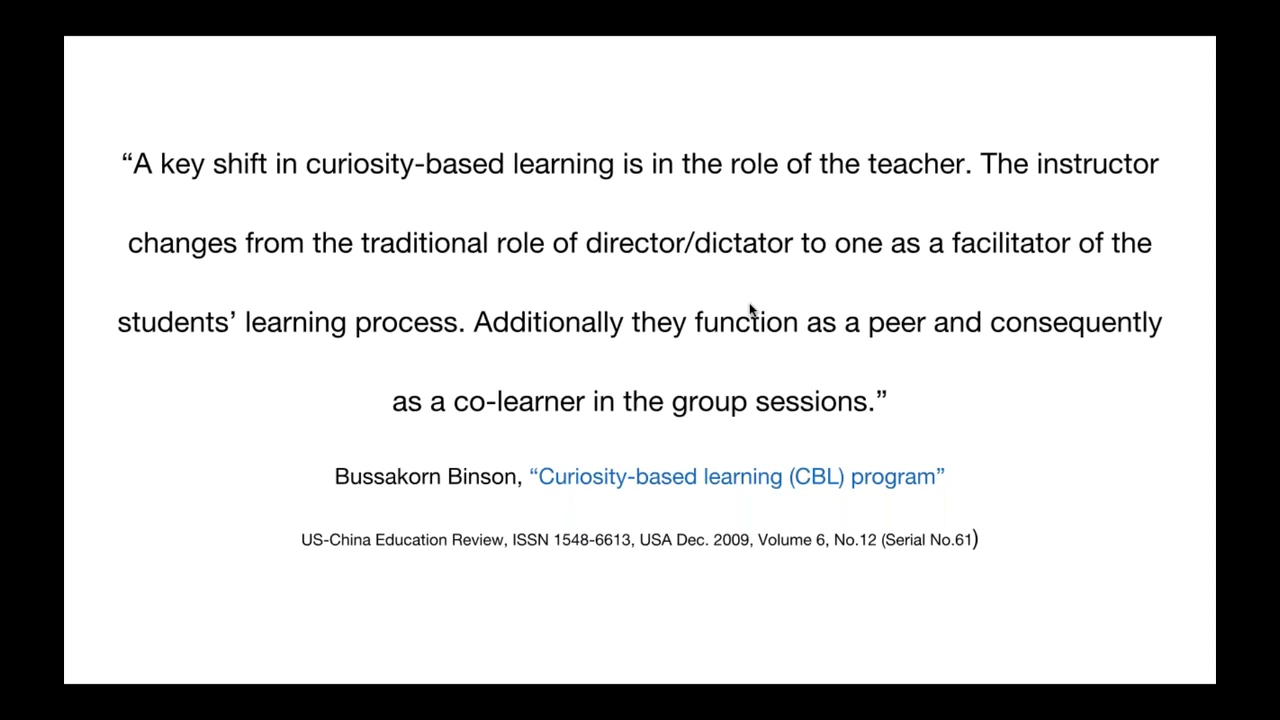 “A key shift in curiosity-based learning is in the role of the teacher. The instructor
changes from the traditional role of director/dictator to one as a facilitator of the
students’ learning process. Additionally they function as a peer and consequently
as a co-learner in the group sessions.”
Bussakorn Binson, “Curiosity-based learning (CBL) program”
US-China Education Review, ISSN 1548-6613, USA Dec. 2009, Volume 6, No.12 (Serial No.61)